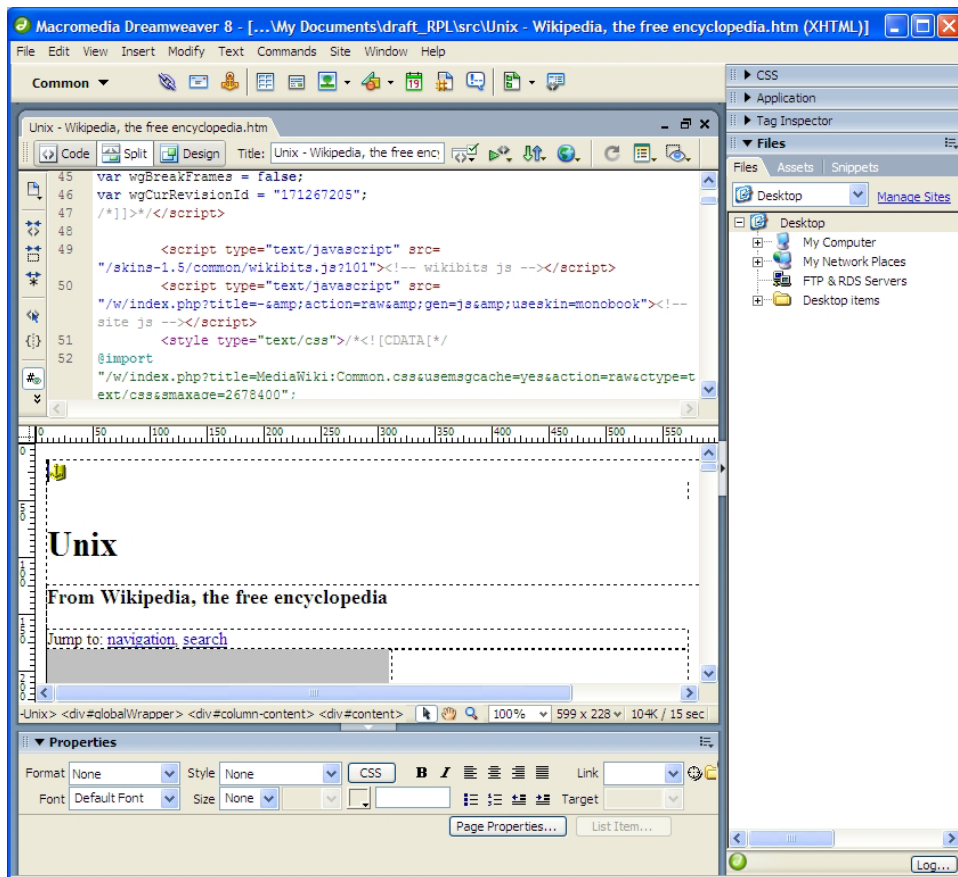 Macromedia Dreamweaver 8 - [...\My Documents\draft_RPL\src\Unix - Wikipedia, the free encyclopedia.htm (XHTML)]
File Edit View Insert Modify Text Commands Site Window Help
Common
19
Unix - Wikipedia, the free encyclopedia.htm
Code Split Design Title: Unix - Wikipedia, the free ency
45 var wgBreakFrames = false;
46 var wgCurRevisionId = "171267205";
47 /*]]>*/</script>
48
49 <script type="text/javascript" src=
"/skins-1.5/common/wikibits.js?101"><!-- wikibits js --></script>
50 <script type="text/javascript" src=
"/w/index.php?title=-&amp;action=raw&amp;gen=js&amp;useskin=monobook"><!--
site js --></script>
51 <style type="text/css">/*<![CDATA[*/
52 @import
"/w/index.php?title=MediaWiki:Common.css&usemsgcache=yes&action=raw&ctype=t
ext/css&smaxage=2678400";
0 50 100 150 200 250 300 350 400 450 500 550
0
50
100
150
200
Unix
From Wikipedia, the free encyclopedia
Jump to: navigation, search
-Unix> <div#globalWrapper> <div#column-content> <div#content> 100% 599 x 228 104K / 15 sec
Properties
Format None Style None CSS B I Link
Font Default Font Size None Target
Page Properties... List Item...
CSS
Application
Tag Inspector
Files
Files Assets Snippets
Desktop Manage Sites
Desktop
My Computer
My Network Places
FTP & RDS Servers
Desktop items
Log...